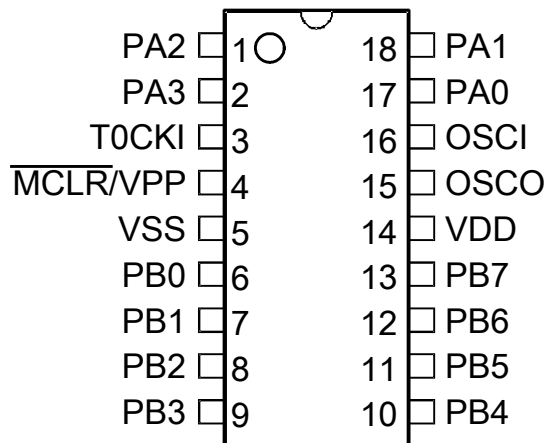 PA2 1 18 PA1
PA3 2 17 PA0
T0CKI 3 16 OSCI
MCLR/VPP 4 15 OSCO
VSS 5 14 VDD
PB0 6 13 PB7
PB1 7 12 PB6
PB2 8 11 PB5
PB3 9 10 PB4